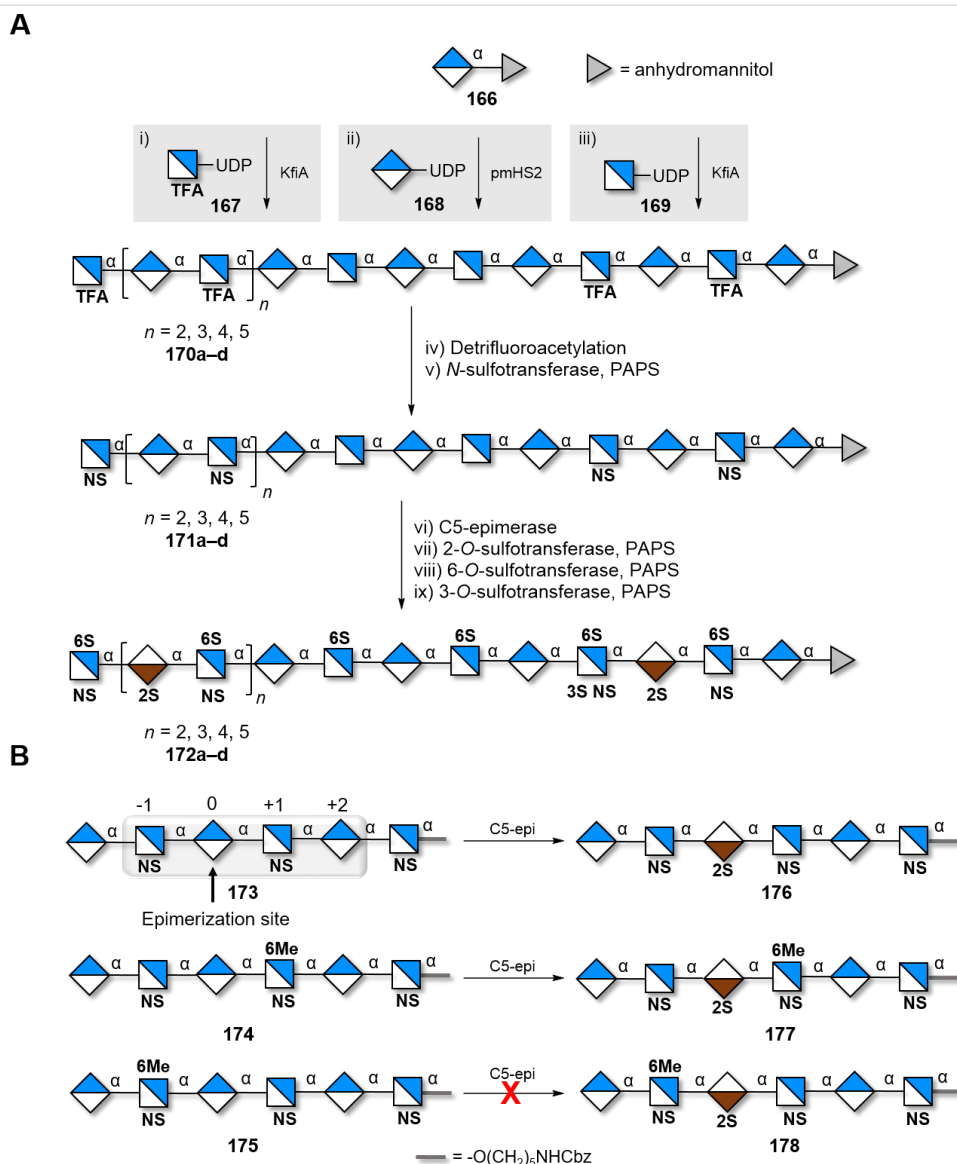 A
α
166
= anhydromannitol
i)
UDP
TFA
167
KfiA
ii)
UDP
168
pmHS2
iii)
UDP
169
KfiA
α α α α α α α α α α α α
TFA TFA n TFA TFA
n = 2, 3, 4, 5
170a–d
iv) Detrifluoroacetylation
v) N-sulfotransferase, PAPS
α α α α α α α α α α α α
NS NS n NS NS
n = 2, 3, 4, 5
171a–d
vi) C5-epimerase
vii) 2-O-sulfotransferase, PAPS
viii) 6-O-sulfotransferase, PAPS
ix) 3-O-sulfotransferase, PAPS
6S 6S 6S 6S 6S 6S
α α α α α α α α α α α α
NS 2S NS n 3S NS 2S NS
n = 2, 3, 4, 5
172a–d
B
-1 0 +1 +2
α α α α α α
NS NS NS
173
Epimerization site
C5-epi
α α α α α α
NS 2S NS NS
176
6Me
α α α α α α
NS NS NS
174
C5-epi
6Me
α α α α α α
NS 2S NS NS
177
6Me
α α α α α α
NS NS NS
175
C5-epi
X
6Me
α α α α α α
NS 2S NS NS
178
= -O(CH2)5NHCbz